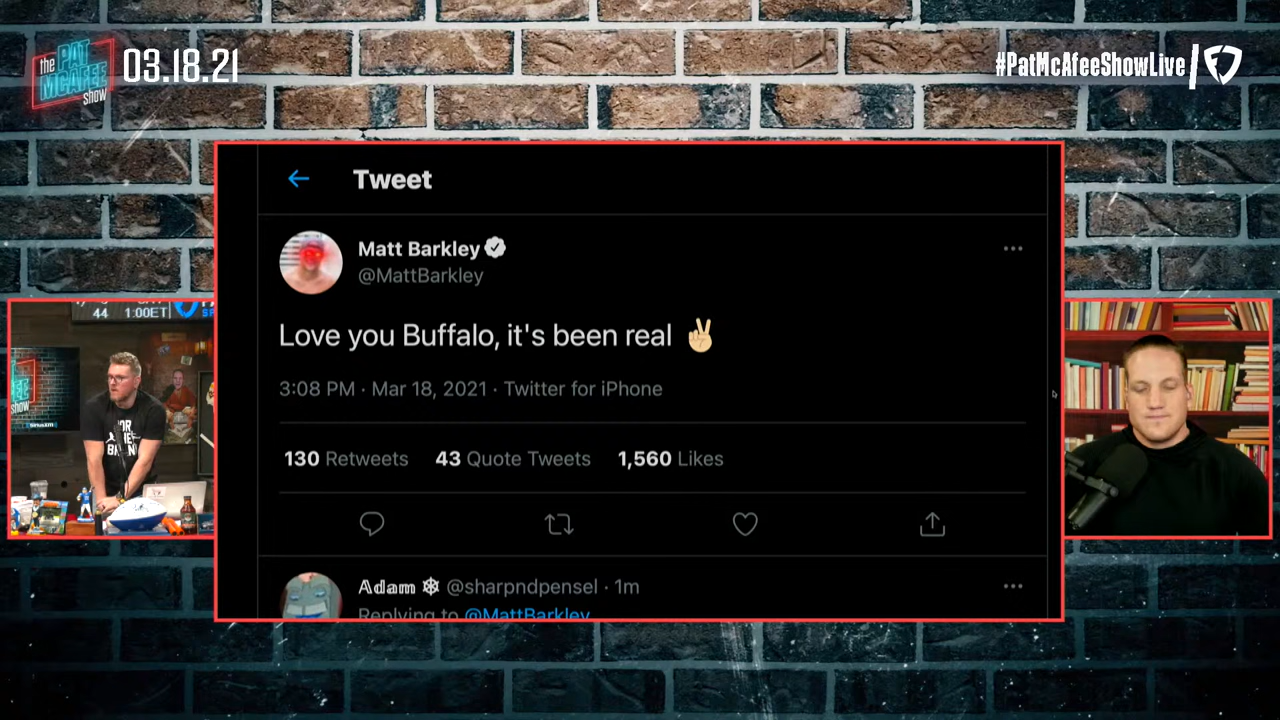 the PAT MCAFEE show
03.18.21
#PatMcAfeeShowLive
Tweet
Matt Barkley
@MattBarkley
Love you Buffalo, it's been real ✌🏼
3:08 PM · Mar 18, 2021 · Twitter for iPhone
130 Retweets 43 Quote Tweets 1,560 Likes
𝔸𝕕𝕒𝕞 ❄ @sharpndpensel · 1m
Replying to @MattBarkley
44 1:00ET
show
SiriusXM